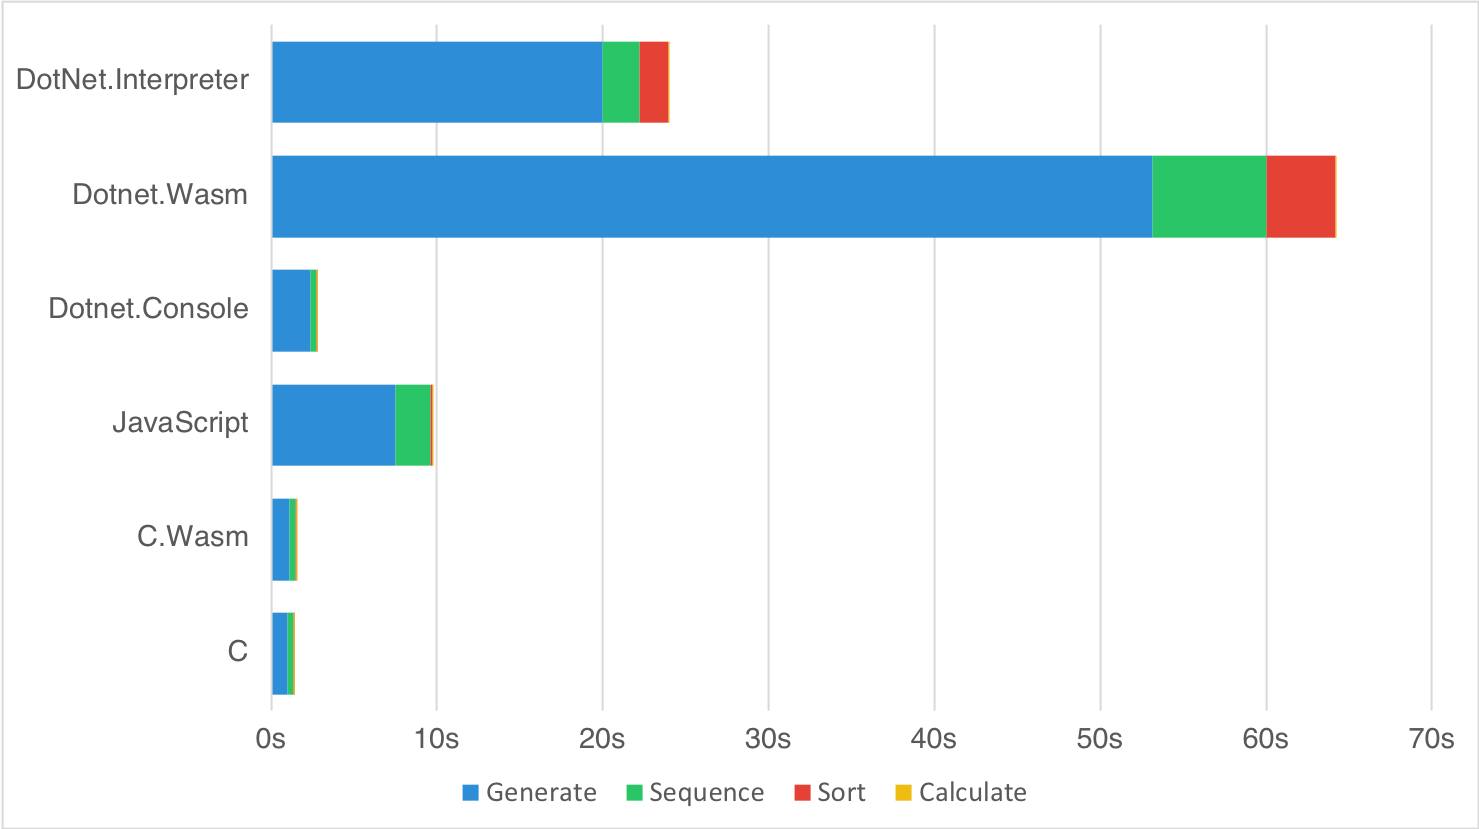 DotNet.Interpreter
Dotnet.Wasm
Dotnet.Console
JavaScript
C.Wasm
C
0s 10s 20s 30s 40s 50s 60s 70s
Generate Sequence Sort Calculate